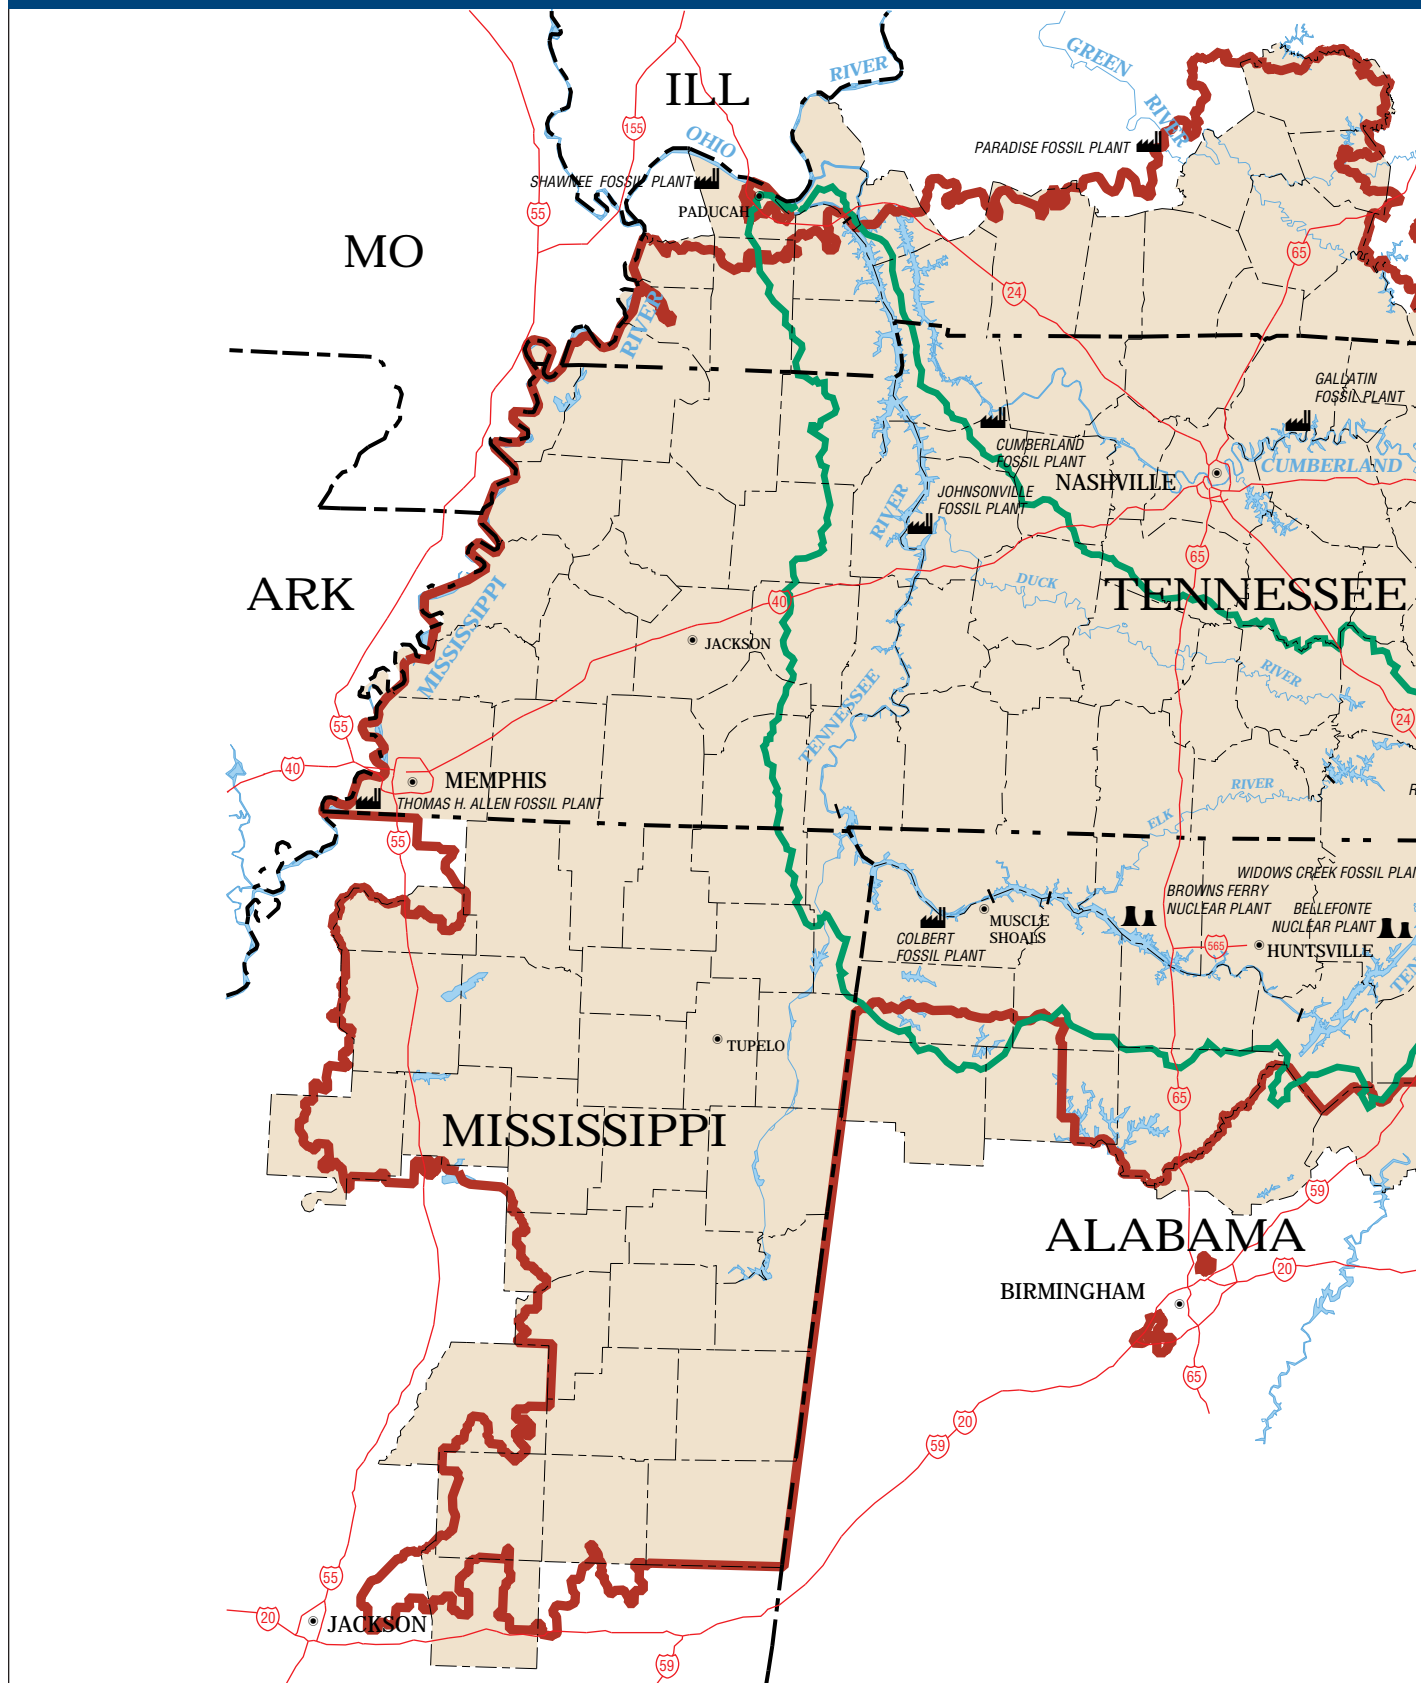 ILL
RIVER
GREEN
RIVER
155
OHIO
PARADISE FOSSIL PLANT
SHAWNEE FOSSIL PLANT
PADUCAH
55
MO
65
24
RIVER
GALLATIN
FOSSIL PLANT
CUMBERLAND
FOSSIL PLANT
CUMBERLAND
NASHVILLE
JOHNSONVILLE
FOSSIL PLANT
RIVER
65
DUCK
ARK
TENNESSEE
40
MISSISSIPPI
JACKSON
RIVER
TENNESSEE
55
24
40
MEMPHIS
THOMAS H. ALLEN FOSSIL PLANT
RIVER
R
ELK
55
WIDOWS CREEK FOSSIL PLAN
BROWNS FERRY
NUCLEAR PLANT
BELLEFONTE
NUCLEAR PLANT
MUSCLE
SHOALS
COLBERT
FOSSIL PLANT
565
HUNTSVILLE
TEN
TUPELO
65
MISSISSIPPI
59
ALABAMA
20
BIRMINGHAM
65
20
59
55
20
JACKSON
59